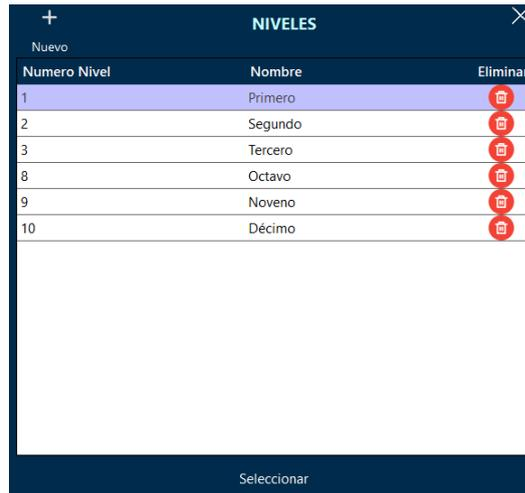 NIVELES
Nuevo
Numero Nivel Nombre Eliminar
1 Primero
2 Segundo
3 Tercero
8 Octavo
9 Noveno
10 Décimo
Seleccionar